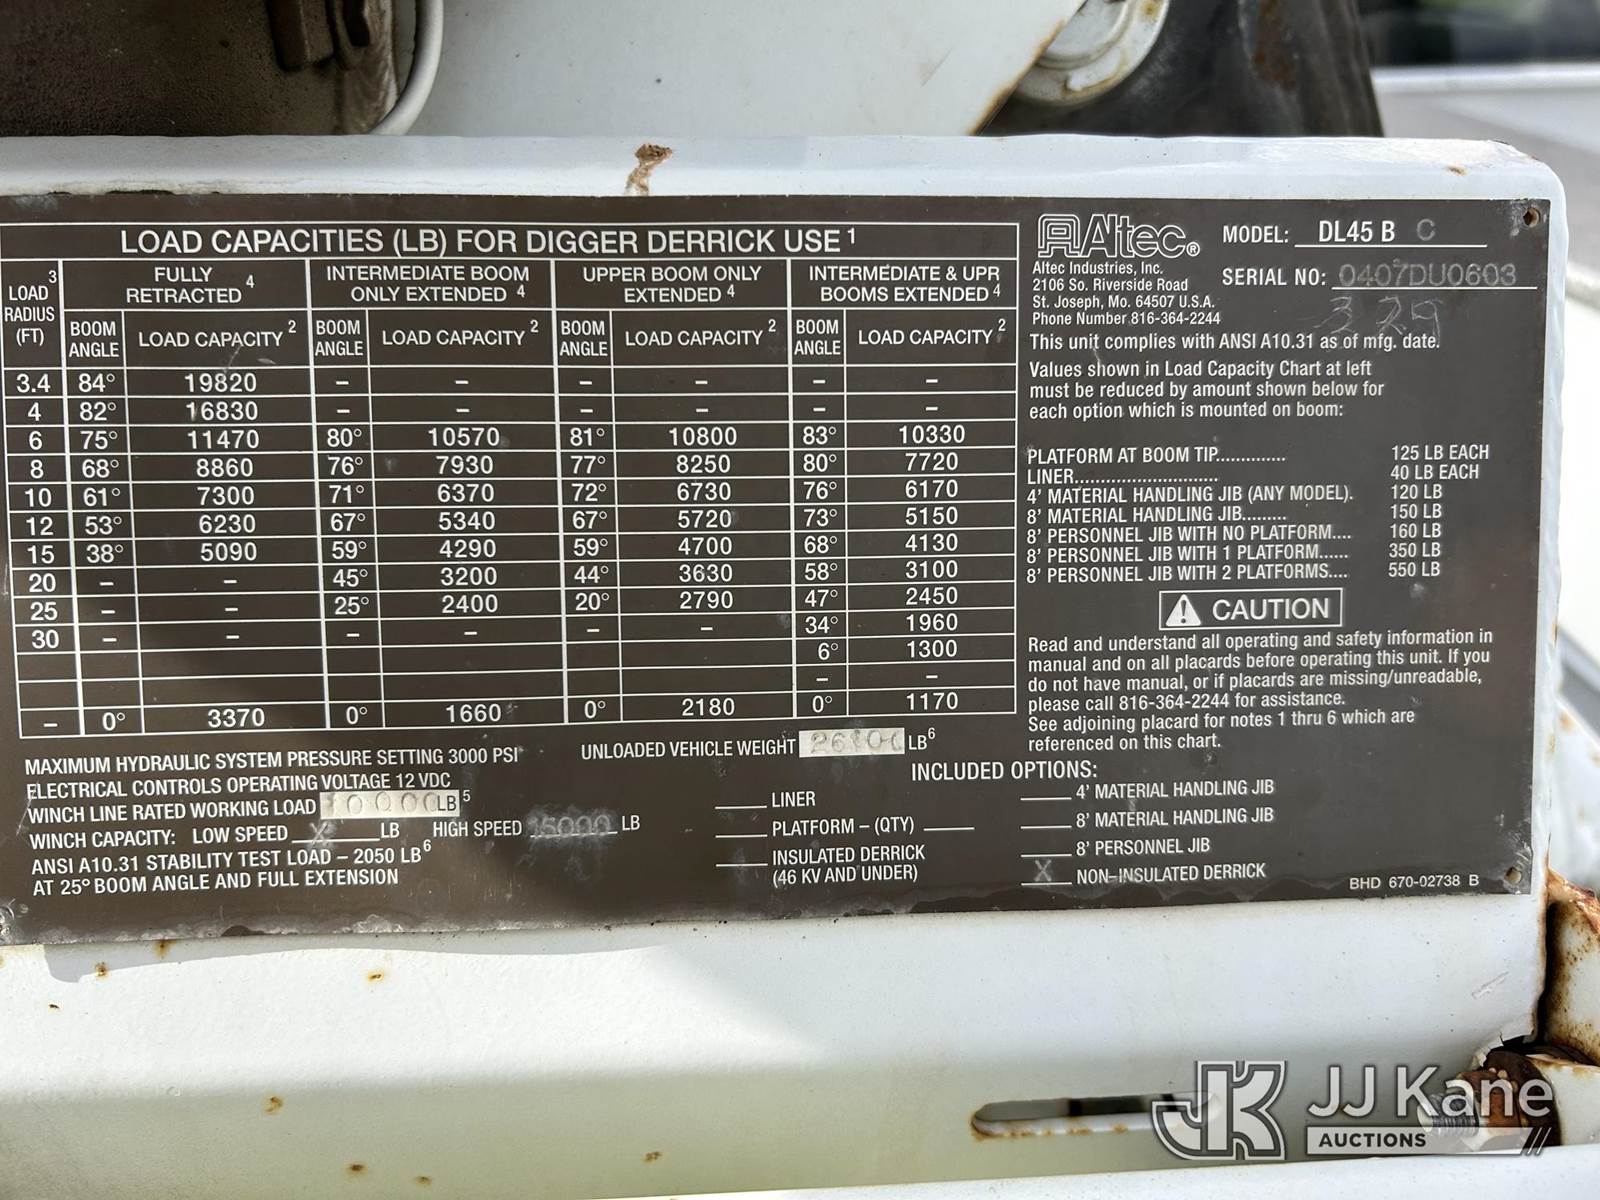 LOAD CAPACITIES (LB) FOR DIGGER DERRICK USE 1
LOAD RADIUS (FT) 3
FULLY RETRACTED 4
INTERMEDIATE BOOM ONLY EXTENDED 4
UPPER BOOM ONLY EXTENDED 4
INTERMEDIATE & UPR BOOMS EXTENDED 4
BOOM ANGLE LOAD CAPACITY 2 BOOM ANGLE LOAD CAPACITY 2 BOOM ANGLE LOAD CAPACITY 2 BOOM ANGLE LOAD CAPACITY 2
3.4 84° 19820 – – – – – –
4 82° 16830 – – – – – –
6 75° 11470 80° 10570 81° 10800 83° 10330
8 68° 8860 76° 7930 77° 8250 80° 7720
10 61° 7300 71° 6370 72° 6730 76° 6170
12 53° 6230 67° 5340 67° 5720 73° 5150
15 38° 5090 59° 4290 59° 4700 68° 4130
20 – – 45° 3200 44° 3630 58° 3100
25 – – 25° 2400 20° 2790 47° 2450
30 – – – – – – 34° 1960
6° 1300
– –
– 0° 3370 0° 1660 0° 2180 0° 1170
MAXIMUM HYDRAULIC SYSTEM PRESSURE SETTING 3000 PSI
ELECTRICAL CONTROLS OPERATING VOLTAGE 12 VDC
WINCH LINE RATED WORKING LOAD 10000 LB 5
WINCH CAPACITY: LOW SPEED X LB HIGH SPEED 15000 LB
ANSI A10.31 STABILITY TEST LOAD – 2050 LB 6
AT 25° BOOM ANGLE AND FULL EXTENSION
UNLOADED VEHICLE WEIGHT LB 6
INCLUDED OPTIONS:
LINER
PLATFORM – (QTY)
INSULATED DERRICK
(46 KV AND UNDER)
4' MATERIAL HANDLING JIB
8' MATERIAL HANDLING JIB
8' PERSONNEL JIB
X NON–INSULATED DERRICK
BHD 670-02738 B
Altec®
Altec Industries, Inc.
2106 So. Riverside Road
St. Joseph, Mo. 64507 U.S.A.
Phone Number 816-364-2244
MODEL: DL45 B C
SERIAL NO: 0407DU0603
329
This unit complies with ANSI A10.31 as of mfg. date.
Values shown in Load Capacity Chart at left
must be reduced by amount shown below for
each option which is mounted on boom:
PLATFORM AT BOOM TIP............. 125 LB EACH
LINER........................... 40 LB EACH
4' MATERIAL HANDLING JIB (ANY MODEL). 120 LB
8' MATERIAL HANDLING JIB......... 150 LB
8' PERSONNEL JIB WITH NO PLATFORM.... 160 LB
8' PERSONNEL JIB WITH 1 PLATFORM...... 350 LB
8' PERSONNEL JIB WITH 2 PLATFORMS.... 550 LB
CAUTION
Read and understand all operating and safety information in
manual and on all placards before operating this unit. If you
do not have manual, or if placards are missing/unreadable,
please call 816-364-2244 for assistance.
See adjoining placard for notes 1 thru 6 which are
referenced on this chart.
JK JJ Kane
AUCTIONS